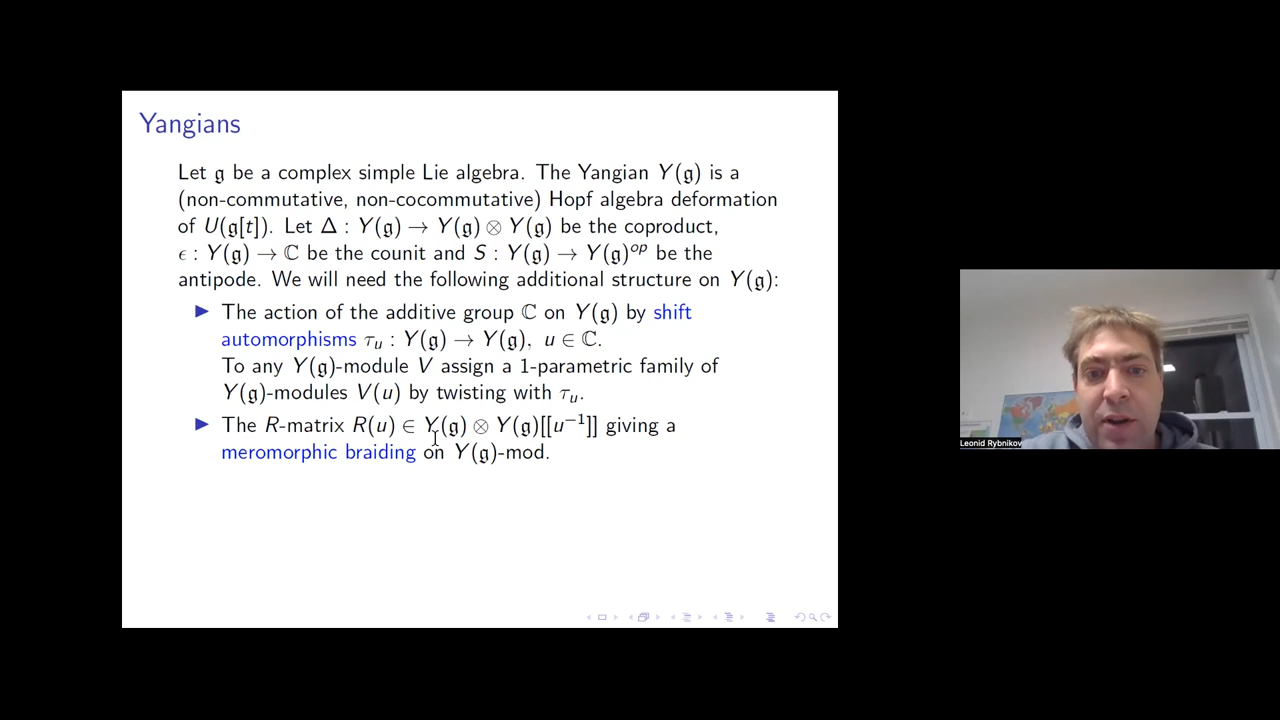 Yangians
Let 𝔤 be a complex simple Lie algebra. The Yangian Y(𝔤) is a
(non-commutative, non-cocommutative) Hopf algebra deformation
of U(𝔤[t]). Let Δ : Y(𝔤) → Y(𝔤) ⊗ Y(𝔤) be the coproduct,
ϵ : Y(𝔤) → ℂ be the counit and S : Y(𝔤) → Y(𝔤)^{op} be the
antipode. We will need the following additional structure on Y(𝔤):
▶ The action of the additive group ℂ on Y(𝔤) by shift
automorphisms τ_u : Y(𝔤) → Y(𝔤), u ∈ ℂ.
To any Y(𝔤)-module V assign a 1-parametric family of
Y(𝔤)-modules V(u) by twisting with τ_u.
▶ The R-matrix R(u) ∈ Y(𝔤) ⊗ Y(𝔤)[[u^{−1}]] giving a
meromorphic braiding on Y(𝔤)-mod.
Leonid Rybnikov